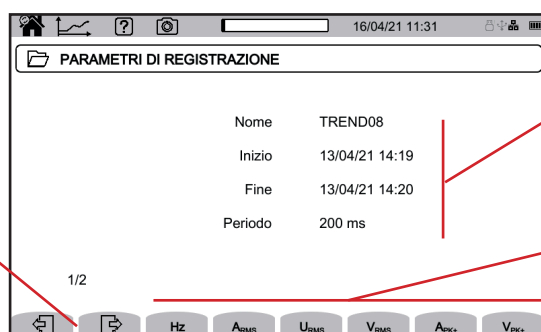 ? 16/04/21 11:31
PARAMETRI DI REGISTRAZIONE
Nome TREND08
Inizio 13/04/21 14:19
Fine 13/04/21 14:20
Periodo 200 ms
1/2
Hz ARMS URMS VRMS APK+ VPK+